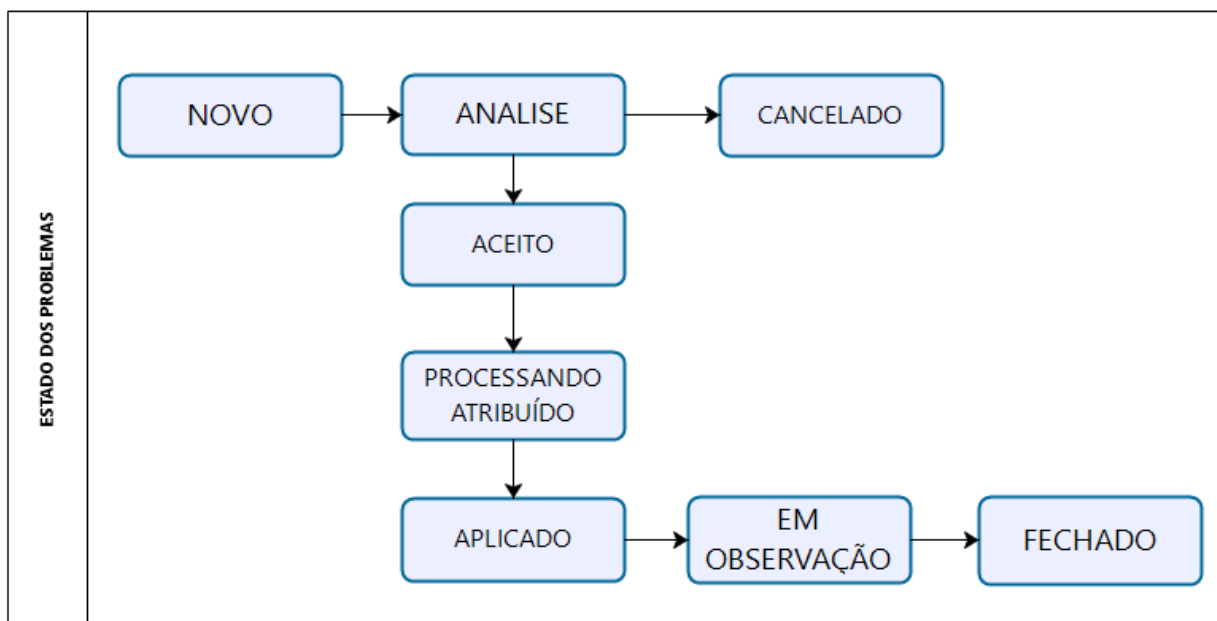 ESTADO DOS PROBLEMAS
NOVO
ANALISE
CANCELADO
ACEITO
PROCESSANDO
ATRIBUÍDO
APLICADO
EM
OBSERVAÇÃO
FECHADO